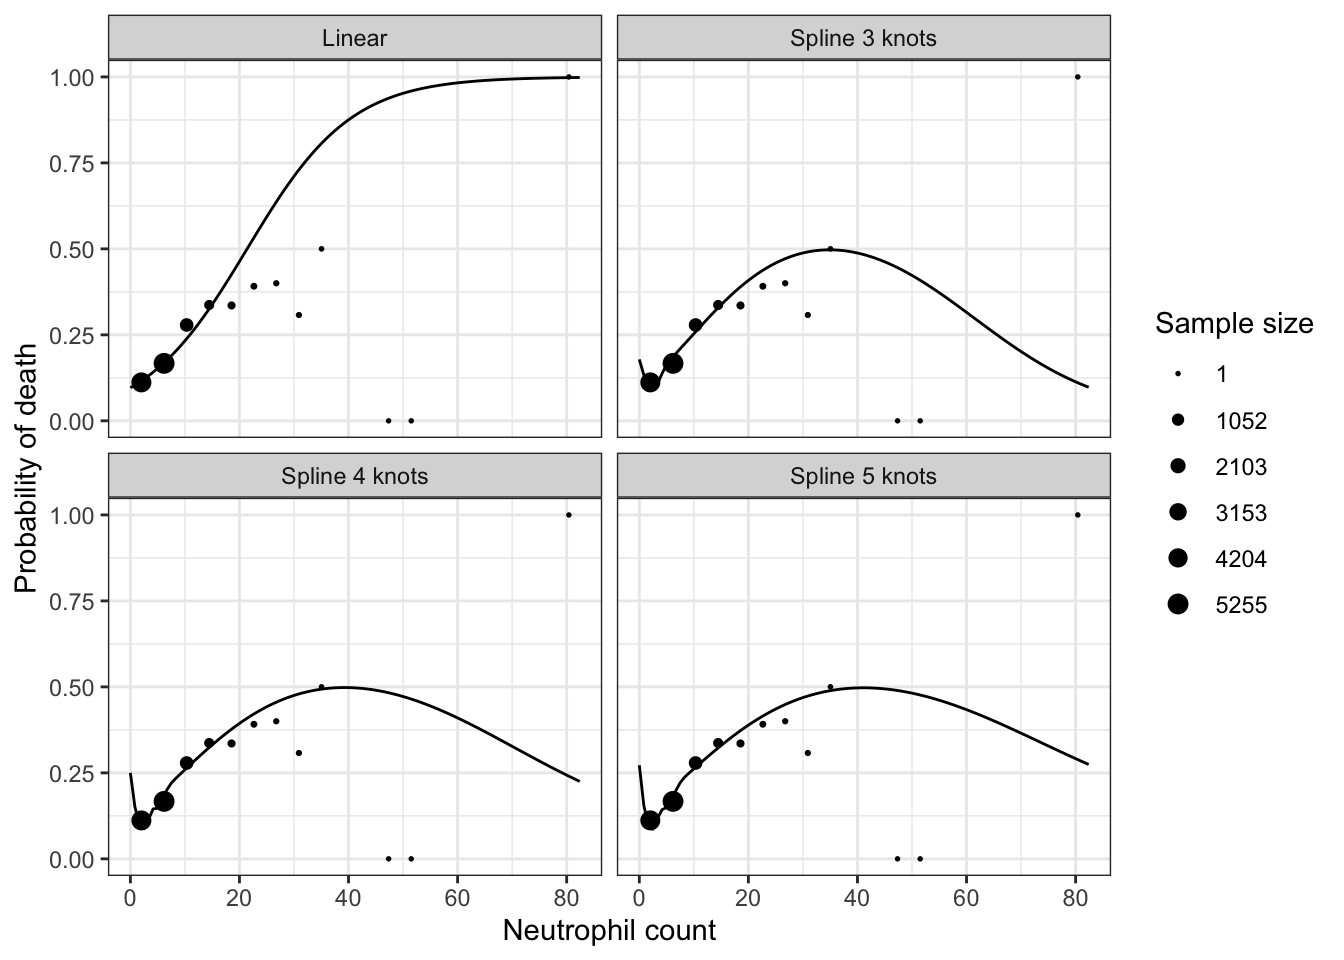 Linear
Spline 3 knots
1.00
0.75
0.50
0.25
0.00
Spline 4 knots
Spline 5 knots
1.00
0.75
0.50
0.25
0.00
0 20 40 60 80
0 20 40 60 80
Neutrophil count
Probability of death
Sample size
1
1052
2103
3153
4204
5255